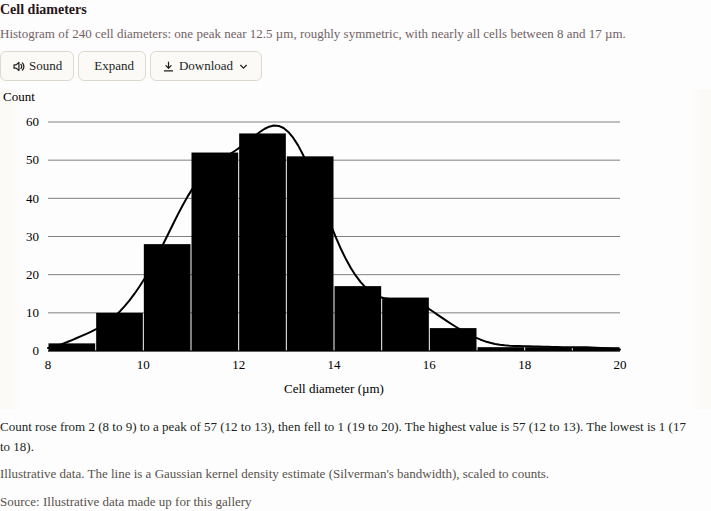 Cell diameters
Histogram of 240 cell diameters: one peak near 12.5 µm, roughly symmetric, with nearly all cells between 8 and 17 µm.
Sound Expand Download
Count
60
50
40
30
20
10
0
8 10 12 14 16 18 20
Cell diameter (µm)
Count rose from 2 (8 to 9) to a peak of 57 (12 to 13), then fell to 1 (19 to 20). The highest value is 57 (12 to 13). The lowest is 1 (17
to 18).
Illustrative data. The line is a Gaussian kernel density estimate (Silverman's bandwidth), scaled to counts.
Source: Illustrative data made up for this gallery